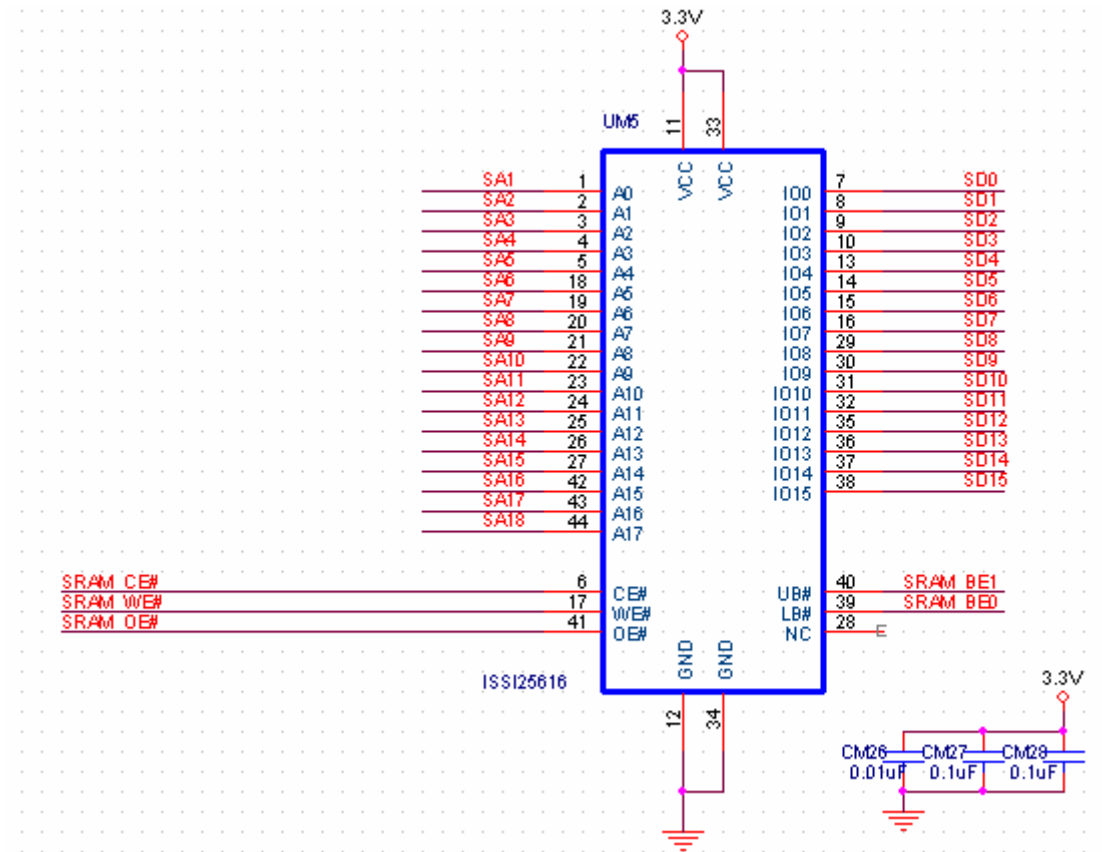 3.3V
UM5
11 33
VCC VCC
SA1 1 A0 IO0 7 SD0
SA2 2 A1 IO1 8 SD1
SA3 3 A2 IO2 9 SD2
SA4 4 A3 IO3 10 SD3
SA5 5 A4 IO4 13 SD4
SA6 18 A5 IO5 14 SD5
SA7 19 A6 IO6 15 SD6
SA8 20 A7 IO7 16 SD7
SA9 21 A8 IO8 29 SD8
SA10 22 A9 IO9 30 SD9
SA11 23 A10 IO10 31 SD10
SA12 24 A11 IO11 32 SD11
SA13 25 A12 IO12 35 SD12
SA14 26 A13 IO13 36 SD13
SA15 27 A14 IO14 37 SD14
SA16 42 A15 IO15 38 SD15
SA17 43 A16
SA18 44 A17
SRAM CE# 6 CE# UB# 40 SRAM BE1
SRAM WE# 17 WE# LB# 39 SRAM BE0
SRAM OE# 41 OE# NC 28
GND GND
ISSI25616
12 34
3.3V
CM26 CM27 CM28
0.01uF 0.1uF 0.1uF